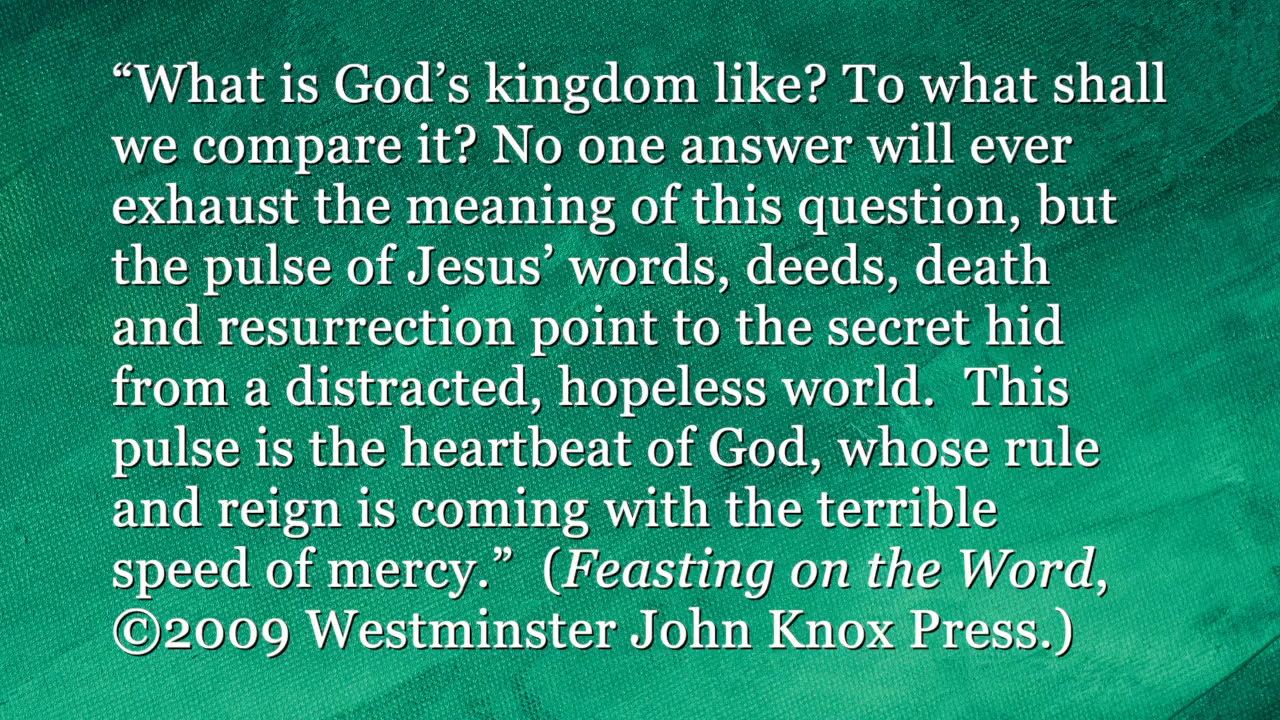 “What is God’s kingdom like? To what shall
we compare it? No one answer will ever
exhaust the meaning of this question, but
the pulse of Jesus’ words, deeds, death
and resurrection point to the secret hid
from a distracted, hopeless world.  This
pulse is the heartbeat of God, whose rule
and reign is coming with the terrible
speed of mercy.”  (Feasting on the Word,
©2009 Westminster John Knox Press.)